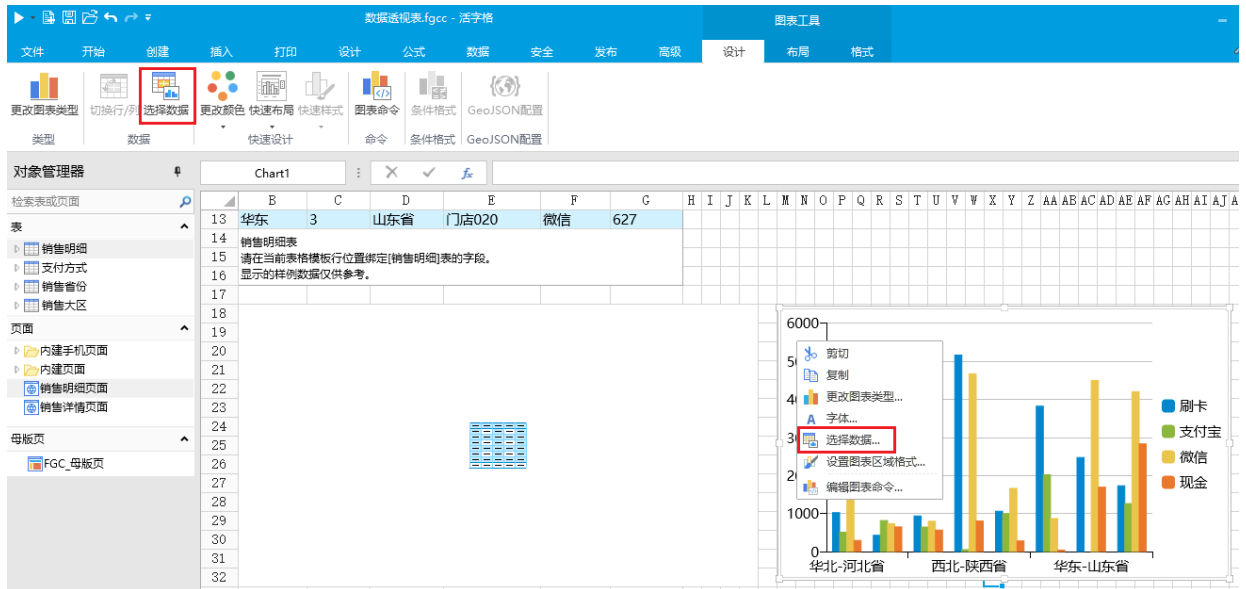 数据透视表.fgcc - 活字格
图表工具
文件 开始 创建 插入 打印 设计 公式 数据 安全 发布 高级 设计 布局 格式
更改图表类型 切换行/列 选择数据 更改颜色 快速布局 快速样式 图表命令 条件格式 GeoJSON配置
类型 数据 快速设计 命令 条件格式 GeoJSON配置
对象管理器
Chart1
fx
检索表或页面
B C D E F G H I J K L M N O P Q R S T U V W X Y Z AA AB AC AD AE AF AG AH AI AJ A
表
13 华东 3 山东省 门店020 微信 627
销售明细
14 销售明细表
支付方式
15 请在当前表格模板行位置绑定[销售明细]表的字段。
销售省份
16 显示的样例数据仅供参考。
销售大区
17
18
页面
19
内建手机页面
20
内建页面
21
销售明细页面
22
销售详情页面
23
24
母版页
25
FGC_母版页
26
27
28
29
30
31
32
6000
1000
0
剪切
复制
更改图表类型...
字体...
选择数据...
设置图表区域格式...
编辑图表命令...
刷卡
支付宝
微信
现金
华北-河北省 西北-陕西省 华东-山东省